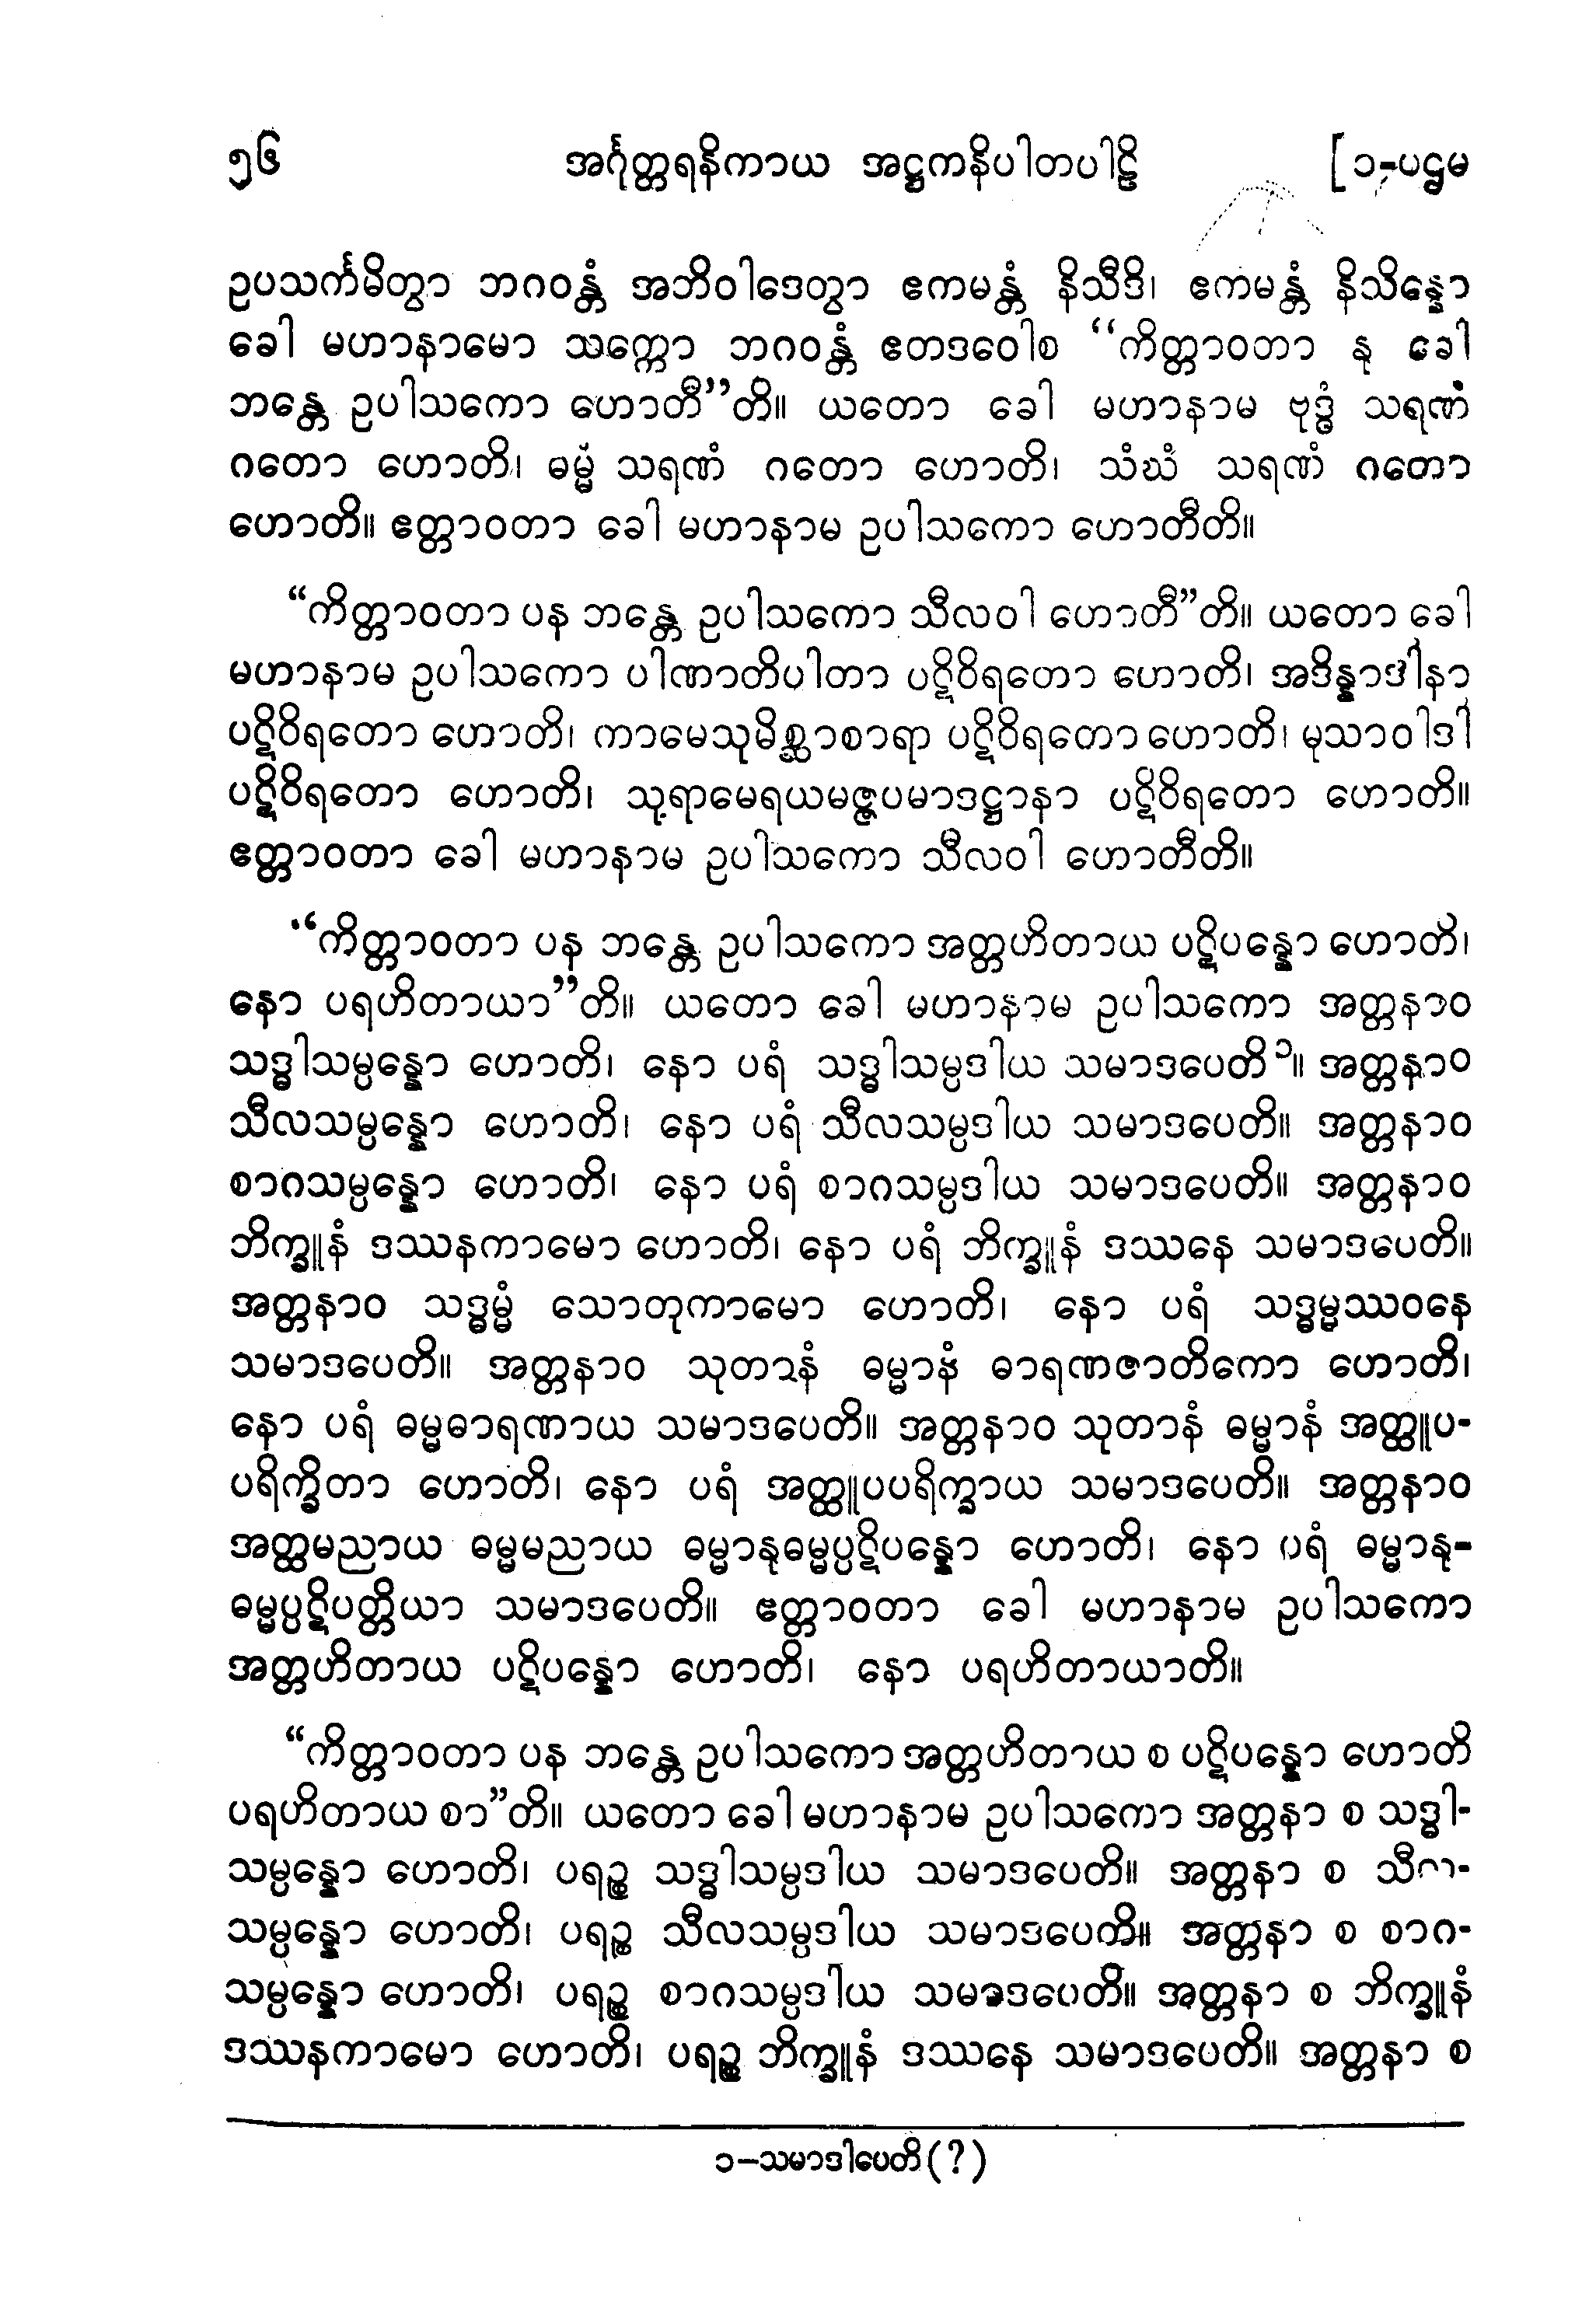 ၅၆ အင်္ဂုတ္တရနိကာယ အဋ္ဌကနိပါတပါဠိ [ ၁-ပဌမ
ဥပသင်္ကမိတွာ ဘဂဝန္တံ အဘိဝါဒေတွာ ဧကမန္တံ နိသီဒိ၊ ဧကမန္တံ နိသိန္နော
ခေါ မဟာနာမော သက္ကော ဘဂဝန္တံ ဧတဒဝေါစ “ကိတ္တာဝတာ နု ခေါ
ဘန္တေ ဥပါသကော ဟောတီ”တိ။ ယတော ခေါ မဟာနာမ ဗုဒ္ဓံ သရဏံ
ဂတော ဟောတိ၊ ဓမ္မံ သရဏံ ဂတော ဟောတိ၊ သံဃံ သရဏံ ဂတော
ဟောတိ။ ဧတ္တာဝတာ ခေါ မဟာနာမ ဥပါသကော ဟောတီတိ။
“ကိတ္တာဝတာ ပန ဘန္တေ ဥပါသကော သီလဝါ ဟောတီ”တိ။ ယတော ခေါ
မဟာနာမ ဥပါသကော ပါဏာတိပါတာ ပဋိဝိရတော ဟောတိ၊ အဒိန္နာဒါနာ
ပဋိဝိရတော ဟောတိ၊ ကာမေသုမိစ္ဆာစာရာ ပဋိဝိရတော ဟောတိ၊ မုသာဝါဒါ
ပဋိဝိရတော ဟောတိ၊ သုရာမေရယမဇ္ဇပမာဒဋ္ဌာနာ ပဋိဝိရတော ဟောတိ။
ဧတ္တာဝတာ ခေါ မဟာနာမ ဥပါသကော သီလဝါ ဟောတီတိ။
“ကိတ္တာဝတာ ပန ဘန္တေ ဥပါသကော အတ္တဟိတာယ ပဋိပန္နော ဟောတိ၊
နော ပရဟိတာယာ”တိ။ ယတော ခေါ မဟာနာမ ဥပါသကော အတ္တနာဝ
သဒ္ဓါသမ္ပန္နော ဟောတိ၊ နော ပရံ သဒ္ဓါသမ္ပဒါယ သမာဒပေတိ ၁။ အတ္တနာဝ
သီလသမ္ပန္နော ဟောတိ၊ နော ပရံ သီလသမ္ပဒါယ သမာဒပေတိ။ အတ္တနာဝ
စာဂသမ္ပန္နော ဟောတိ၊ နော ပရံ စာဂသမ္ပဒါယ သမာဒပေတိ။ အတ္တနာဝ
ဘိက္ခူနံ ဒဿနကာမော ဟောတိ၊ နော ပရံ ဘိက္ခူနံ ဒဿနေ သမာဒပေတိ။
အတ္တနာဝ သဒ္ဓမ္မံ သောတုကာမော ဟောတိ၊ နော ပရံ သဒ္ဓမ္မဿဝနေ
သမာဒပေတိ။ အတ္တနာဝ သုတာနံ ဓမ္မာနံ ဓာရဏဇာတိကော ဟောတိ၊
နော ပရံ ဓမ္မဓာရဏာယ သမာဒပေတိ။ အတ္တနာဝ သုတာနံ ဓမ္မာနံ အတ္ထူပ-
ပရိက္ခိတာ ဟောတိ၊ နော ပရံ အတ္ထူပပရိက္ခာယ သမာဒပေတိ။ အတ္တနာဝ
အတ္ထမညာယ ဓမ္မမညာယ ဓမ္မာနုဓမ္မပ္ပဋိပန္နော ဟောတိ၊ နော ပရံ ဓမ္မာနု-
ဓမ္မပ္ပဋိပတ္တိယာ သမာဒပေတိ။ ဧတ္တာဝတာ ခေါ မဟာနာမ ဥပါသကော
အတ္တဟိတာယ ပဋိပန္နော ဟောတိ၊ နော ပရဟိတာယာတိ။
“ကိတ္တာဝတာ ပန ဘန္တေ ဥပါသကော အတ္တဟိတာယ စ ပဋိပန္နော ဟောတိ
ပရဟိတာယ စာ”တိ။ ယတော ခေါ မဟာနာမ ဥပါသကော အတ္တနာ စ သဒ္ဓါ-
သမ္ပန္နော ဟောတိ၊ ပရဉ္စ သဒ္ဓါသမ္ပဒါယ သမာဒပေတိ။ အတ္တနာ စ သီလ-
သမ္ပန္နော ဟောတိ၊ ပရဉ္စ သီလသမ္ပဒါယ သမာဒပေတိ။ အတ္တနာ စ စာဂ-
သမ္ပန္နော ဟောတိ၊ ပရဉ္စ စာဂသမ္ပဒါယ သမာဒပေတိ။ အတ္တနာ စ ဘိက္ခူနံ
ဒဿနကာမော ဟောတိ၊ ပရဉ္စ ဘိက္ခူနံ ဒဿနေ သမာဒပေတိ။ အတ္တနာ စ
၁–သမာဒါပေတိ (?)